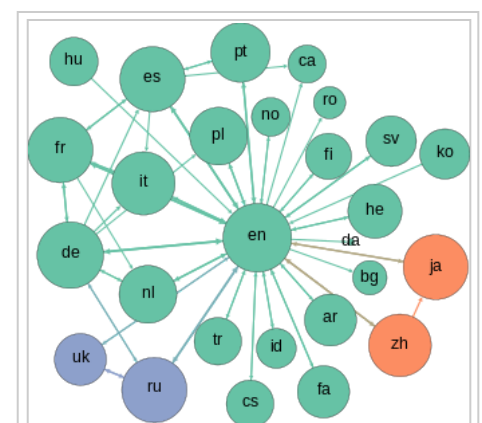 pt
hu
ca
es
ro
no
pl
sv
fr
ko
fi
it
he
en
da
de
bg
ja
nl
ar
tr
zh
id
uk
ru
fa
cs